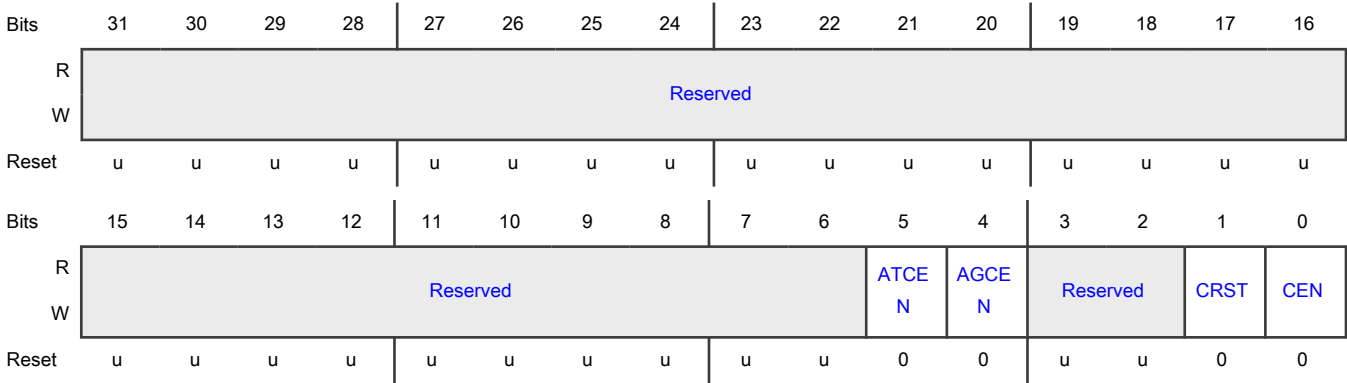 Bits 31 30 29 28 27 26 25 24 23 22 21 20 19 18 17 16
R
Reserved
W
Reset u u u u u u u u u u u u u u u u
Bits 15 14 13 12 11 10 9 8 7 6 5 4 3 2 1 0
R
Reserved ATCE AGCE Reserved CRST CEN
N N
W
Reset u u u u u u u u u u 0 0 u u 0 0